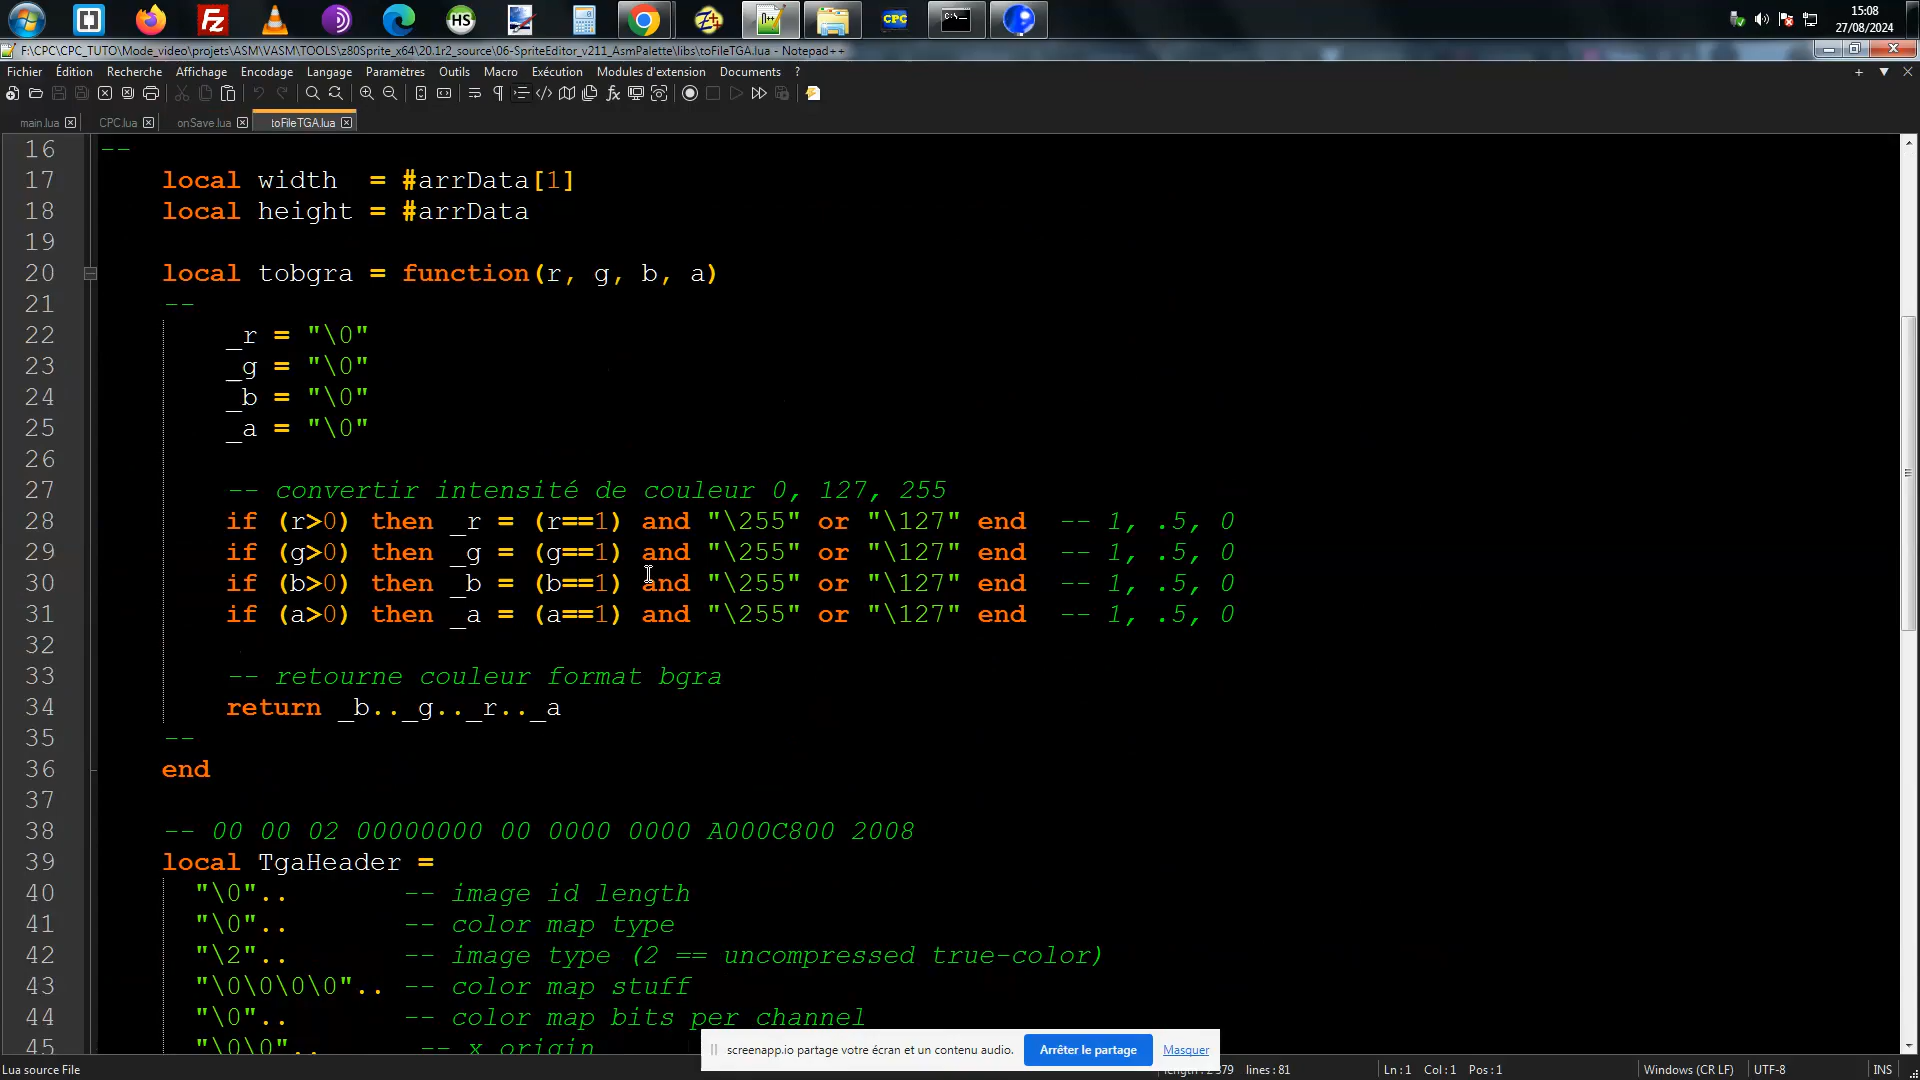 15:08
27/08/2024
F:\CPC\CPC_TUTO\Mode_video\projets\ASM\VASM\TOOLS\z80Sprite_x64\20.1r2_source\06-SpriteEditor_v211_AsmPalette\libs\toFileTGA.lua - Notepad++
Fichier Édition Recherche Affichage Encodage Langage Paramètres Outils Macro Exécution Modules d'extension Documents ?
main.lua CPC.lua onSave.lua toFileTGA.lua
16 --
17 local width  = #arrData[1]
18 local height = #arrData
19
20 local tobgra = function(r, g, b, a)
21 --
22 _r = "\0"
23 _g = "\0"
24 _b = "\0"
25 _a = "\0"
26
27 -- convertir intensité de couleur 0, 127, 255
28 if (r>0) then _r = (r==1) and "\255" or "\127" end  -- 1, .5, 0
29 if (g>0) then _g = (g==1) and "\255" or "\127" end  -- 1, .5, 0
30 if (b>0) then _b = (b==1) and "\255" or "\127" end  -- 1, .5, 0
31 if (a>0) then _a = (a==1) and "\255" or "\127" end  -- 1, .5, 0
32
33 -- retourne couleur format bgra
34 return _b.._g.._r.._a
35 --
36 end
37
38 -- 00 00 02 00000000 00 0000 0000 A000C800 2008
39 local TgaHeader =
40 "\0".. -- image id length
41 "\0".. -- color map type
42 "\2".. -- image type (2 == uncompressed true-color)
43 "\0\0\0\0".. -- color map stuff
44 "\0".. -- color map bits per channel
45 "\0\0".. -- x origin
screenapp.io partage votre écran et un contenu audio. Arrêter le partage Masquer
Lua source File lines: 81 Ln: 1 Col: 1 Pos: 1 Windows (CR LF) UTF-8 INS